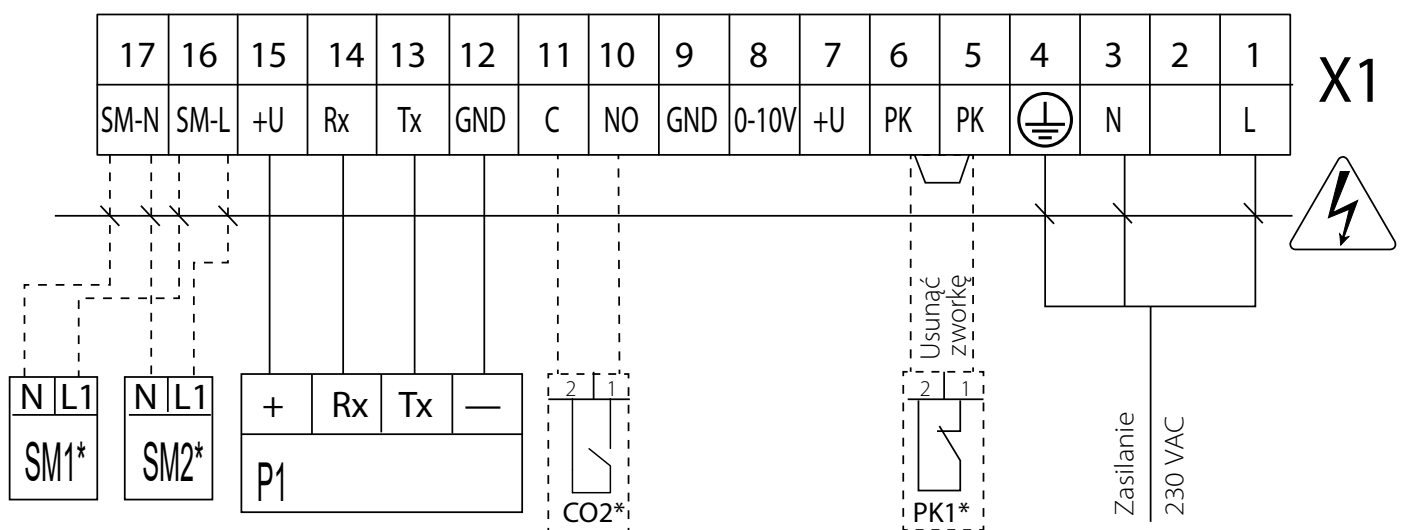 17 16 15 14 13 12 11 10 9 8 7 6 5 4 3 2 1
X1
SM-N SM-L +U Rx Tx GND C NO GND 0-10V +U PK PK N L
Usunąć
zworkę
N L1 N L1 + Rx Tx — 2 1 2 1
SM1* SM2* P1
CO2* PK1*
Zasilanie
230 VAC